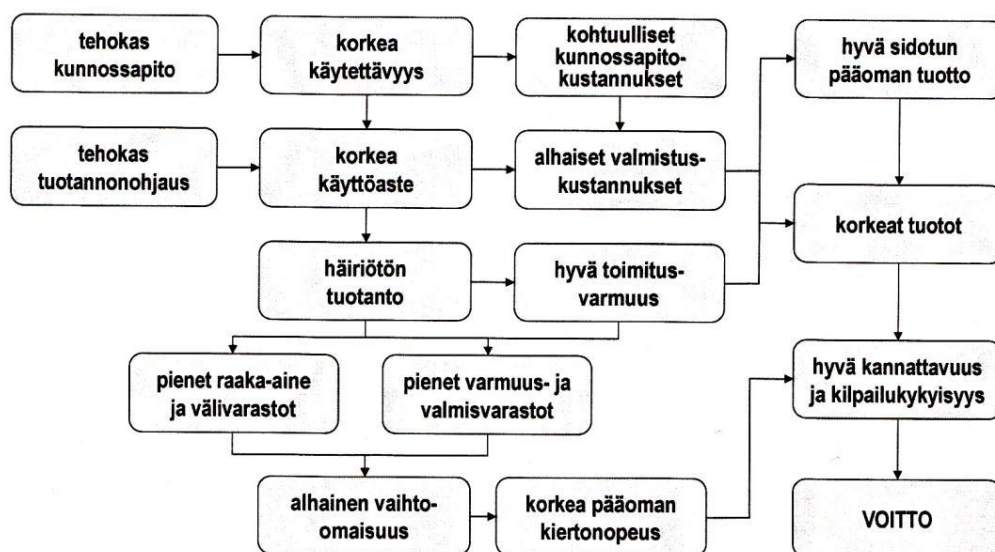 tehokas
kunnossapito
korkea
käytettävyys
kohtuulliset
kunnossapito-
kustannukset
hyvä sidotun
pääoman tuotto
tehokas
tuotannonohjaus
korkea
käyttöaste
alhaiset valmistus-
kustannukset
korkeat tuotot
häiriötön
tuotanto
hyvä toimitus-
varmuus
pienet raaka-aine
ja välivarastot
pienet varmuus- ja
valmisvarastot
hyvä kannattavuus
ja kilpailukykyisyys
alhainen vaihto-
omaisuus
korkea pääoman
kiertonopeus
VOITTO